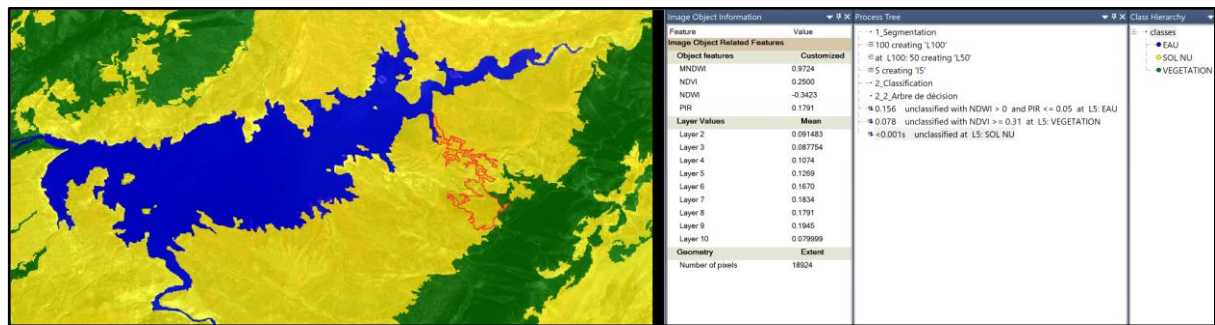 Image Object Information
Feature Value
Image Object Related Features
Object features Customized
MNDWI 0.9724
NDVI 0.2500
NDWI -0.3423
PIR 0.1791
Layer Values Mean
Layer 2 0.091483
Layer 3 0.087754
Layer 4 0.1074
Layer 5 0.1269
Layer 6 0.1670
Layer 7 0.1834
Layer 8 0.1791
Layer 9 0.1945
Layer 10 0.079999
Geometry Extent
Number of pixels 18924
Process Tree
1_Segmentation
100 creating 'L100'
at L100: 50 creating 'L50'
5 creating 'l5'
2_Classification
2_2_Arbre de décision
0.156 unclassified with NDWI > 0 and PIR <= 0.05 at L5: EAU
0.078 unclassified with NDVI >= 0.31 at L5: VEGETATION
<0.001s unclassified at L5: SOL NU
Class Hierarchy
classes
EAU
SOL NU
VEGETATION